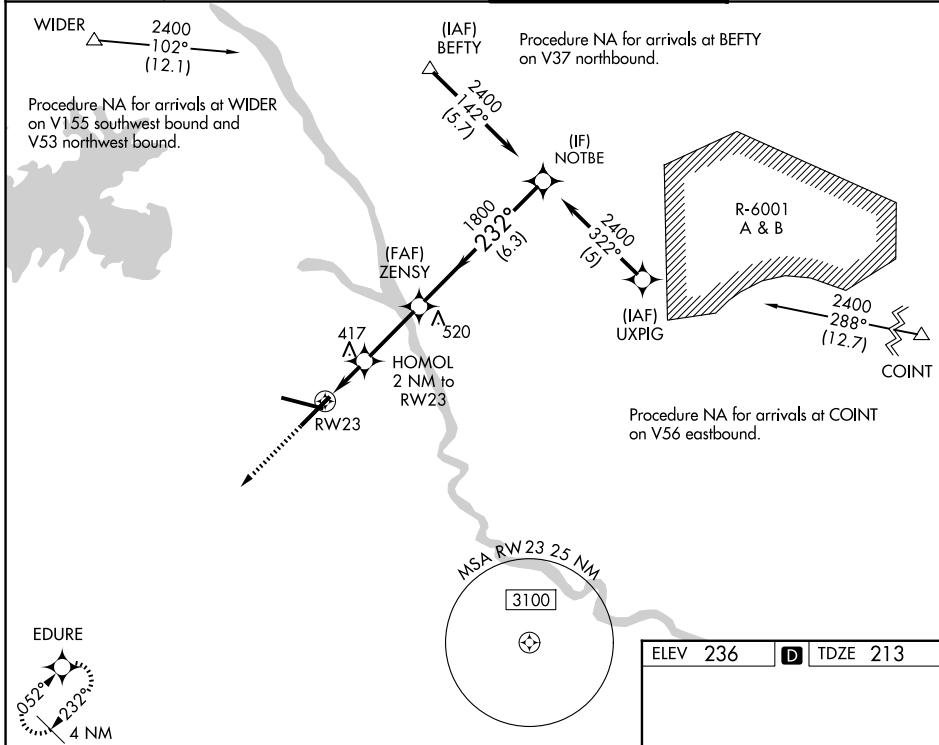 WIDER
2400
102°
(12.1)
Procedure NA for arrivals at WIDER
on V155 southwest bound and
V53 northwest bound.
(IAF)
BEFTY
2400
142°
(5.7)
Procedure NA for arrivals at BEFTY
on V37 northbound.
(IF)
NOTBE
R-6001
A & B
1800
232°
(6.3)
2400
322°
(5)
(FAF)
ZENSY
(IAF)
UXPIG
2400
288°
(12.7)
COINT
417
520
HOMOL
2 NM to
RW23
RW23
Procedure NA for arrivals at COINT
on V56 eastbound.
MSA RW 23 25 NM
3100
EDURE
052°
232°
4 NM
ELEV 236 D TDZE 213